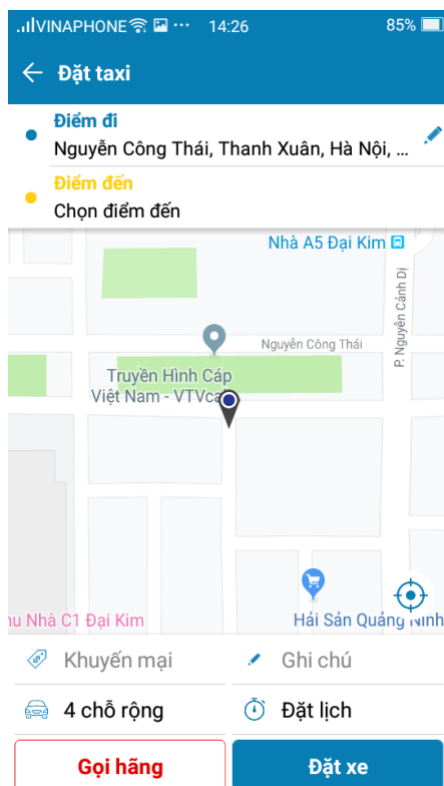 VINAPHONE ... 14:26 85%
Đặt taxi
Điểm đi
Nguyễn Công Thái, Thanh Xuân, Hà Nội, ...
Điểm đến
Chọn điểm đến
Nhà A5 Đại Kim
P. Nguyễn Cảnh Dị
Nguyễn Công Thái
Truyền Hình Cáp
Việt Nam - VTVca
Nhà C1 Đại Kim
Hải Sản Quảng Ninh
Khuyến mại
Ghi chú
4 chỗ rộng
Đặt lịch
Gọi hãng
Đặt xe